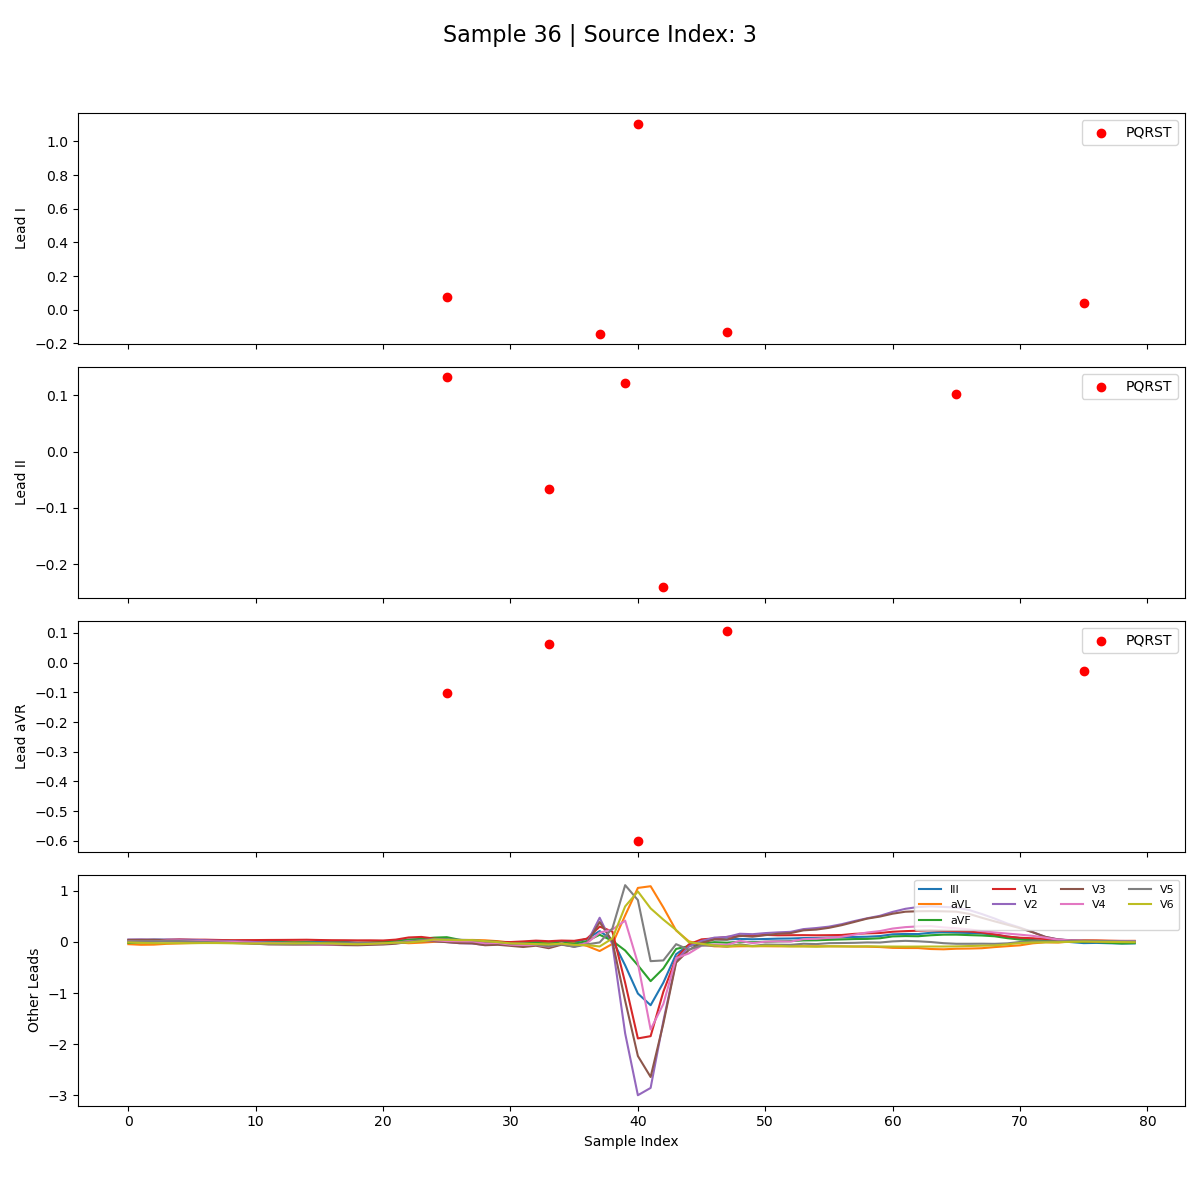 Sample 36 | Source Index: 3
Lead I
1.0
0.8
0.6
0.4
0.2
0.0
−0.2
PQRST
Lead II
0.1
0.0
−0.1
−0.2
PQRST
Lead aVR
0.1
0.0
−0.1
−0.2
−0.3
−0.4
−0.5
−0.6
PQRST
Other Leads
1
0
−1
−2
−3
III V1 V3 V5
aVL V2 V4 V6
aVF
0 10 20 30 40 50 60 70 80
Sample Index